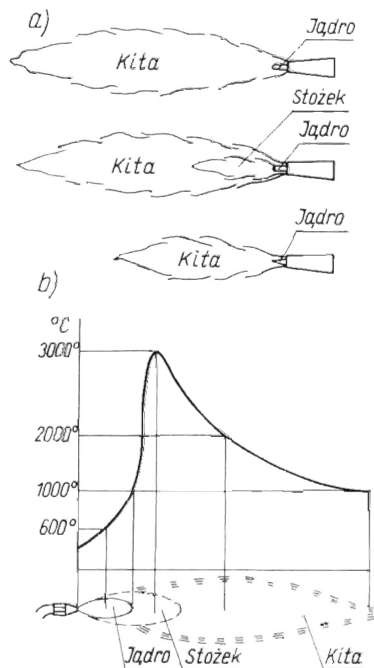 a)
Jądro
Kita
Stożek
Jądro
Kita
Jądro
Kita
b)
°C
3000°
2000°
1000°
600°
Jądro Stożek Kita